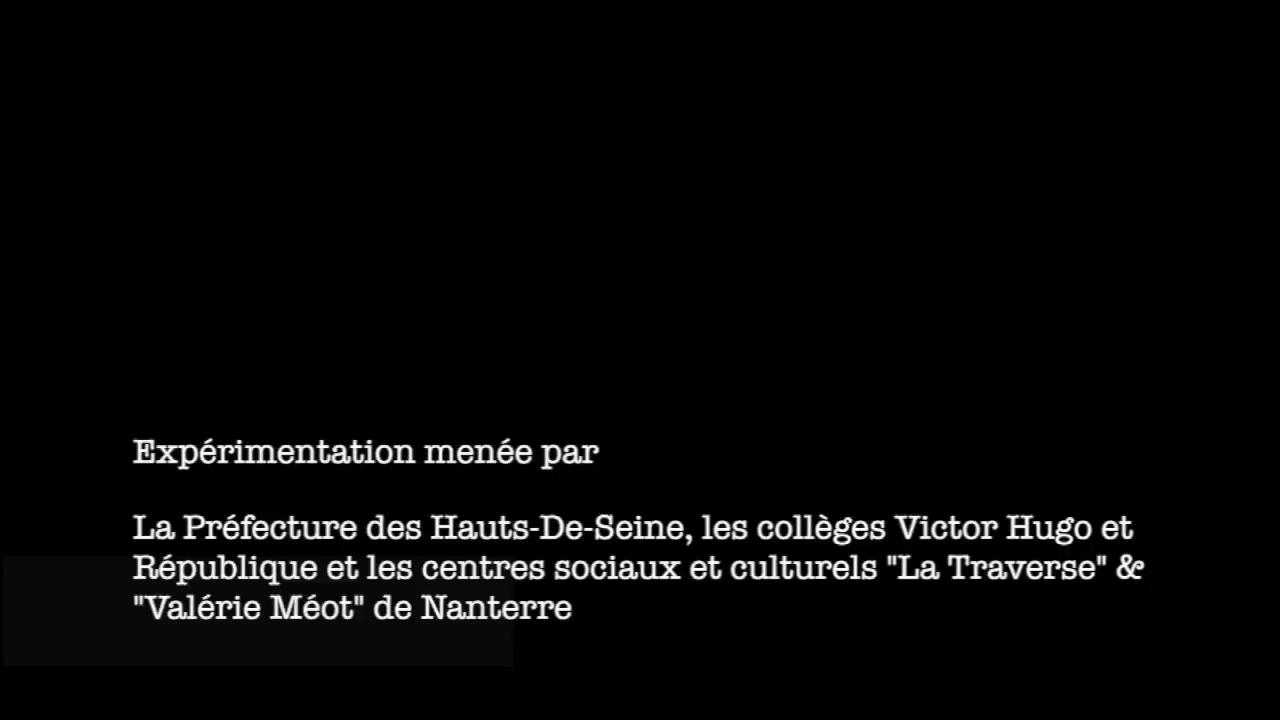 Expérimentation menée par
La Préfecture des Hauts-De-Seine, les collèges Victor Hugo et
République et les centres sociaux et culturels "La Traverse" &
"Valérie Méot" de Nanterre